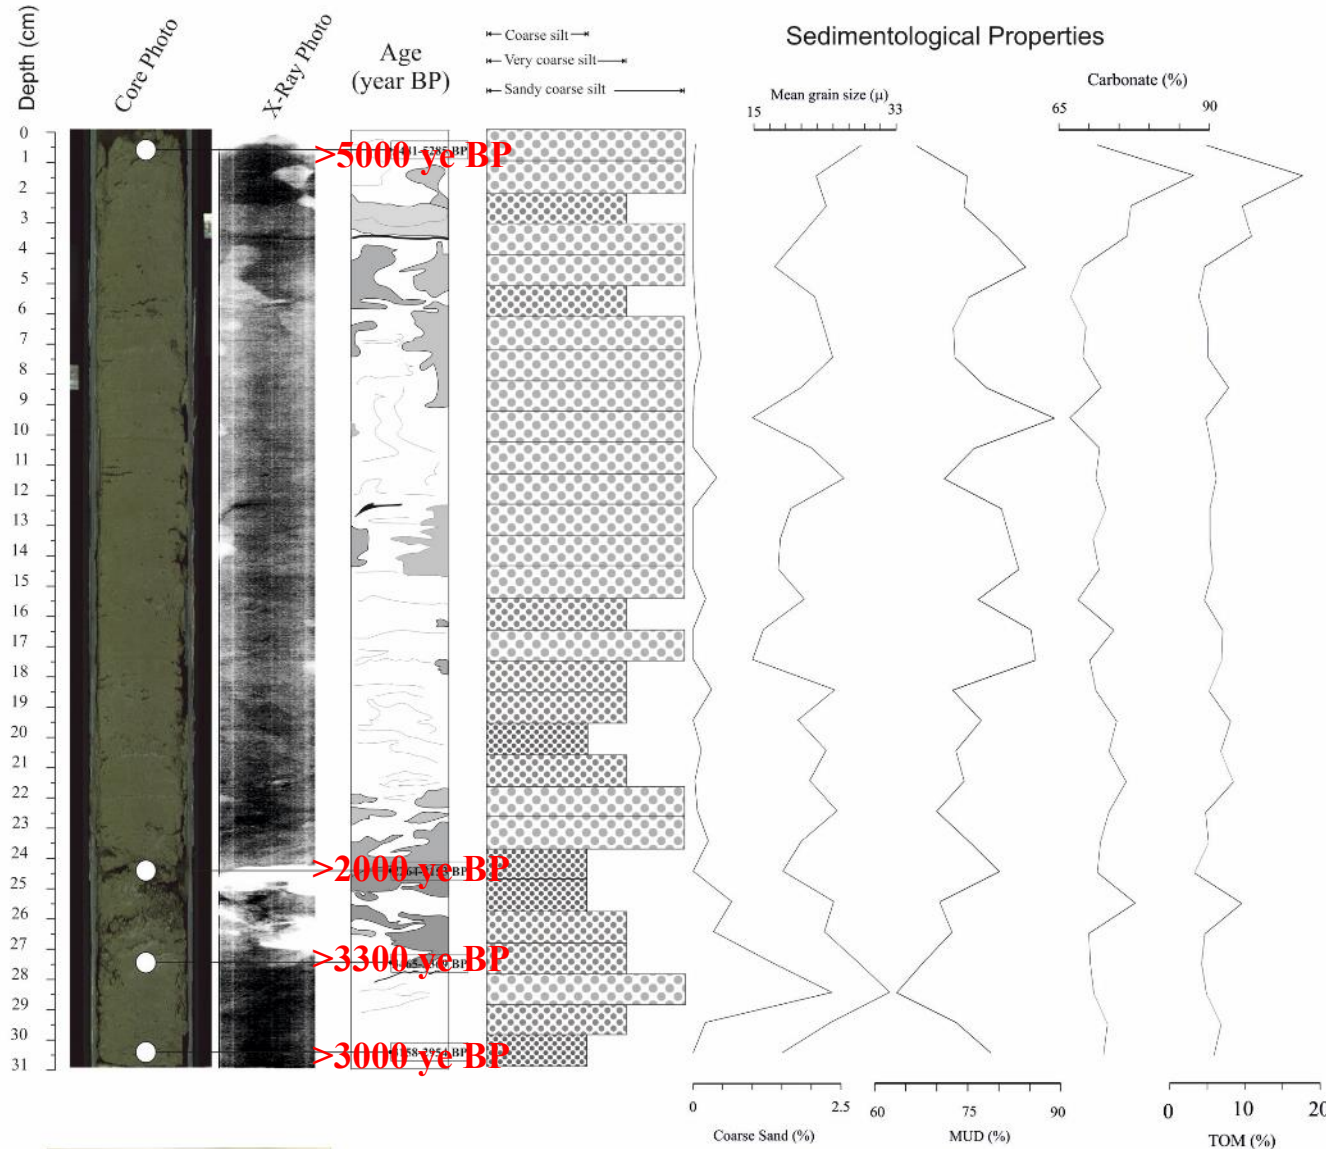 Sedimentological Properties
Depth (cm)
Core Photo
X-Ray Photo
Age
(year BP)
Coarse silt
Very coarse silt
Sandy coarse silt
Mean grain size (μ)
15 33
Carbonate (%)
65 90
0
1
2
3
4
5
6
7
8
9
10
11
12
13
14
15
16
17
18
19
20
21
22
23
24
25
26
27
28
29
30
31
>5000 ye BP
>2000 ye BP
>3300 ye BP
>3000 ye BP
0 2.5
Coarse Sand (%)
60 75 90
MUD (%)
0 10 20
TOM (%)